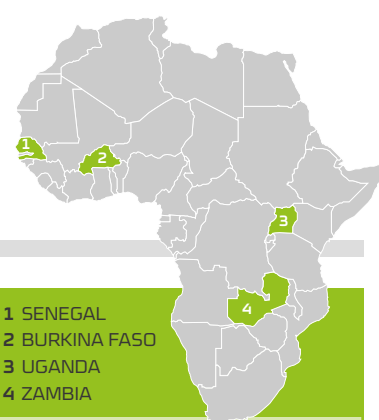 1
2
3
4
1 SENEGAL
2 BURKINA FASO
3 UGANDA
4 ZAMBIA